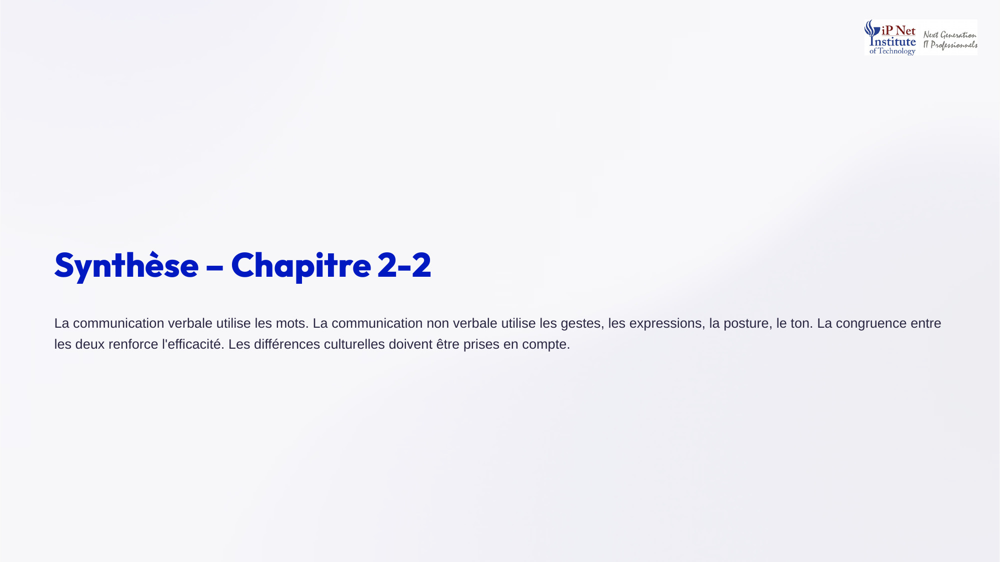 iP Net
Institute
of Technology
Next Generation
IT Professionnels
Synthèse – Chapitre 2-2
La communication verbale utilise les mots. La communication non verbale utilise les gestes, les expressions, la posture, le ton. La congruence entre
les deux renforce l'efficacité. Les différences culturelles doivent être prises en compte.